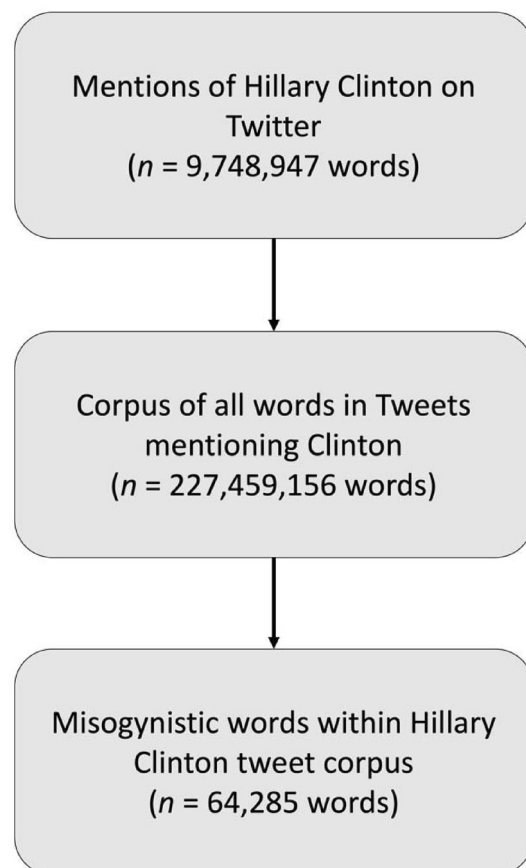 Mentions of Hillary Clinton on
Twitter
(n = 9,748,947 words)
Corpus of all words in Tweets
mentioning Clinton
(n = 227,459,156 words)
Misogynistic words within Hillary
Clinton tweet corpus
(n = 64,285 words)